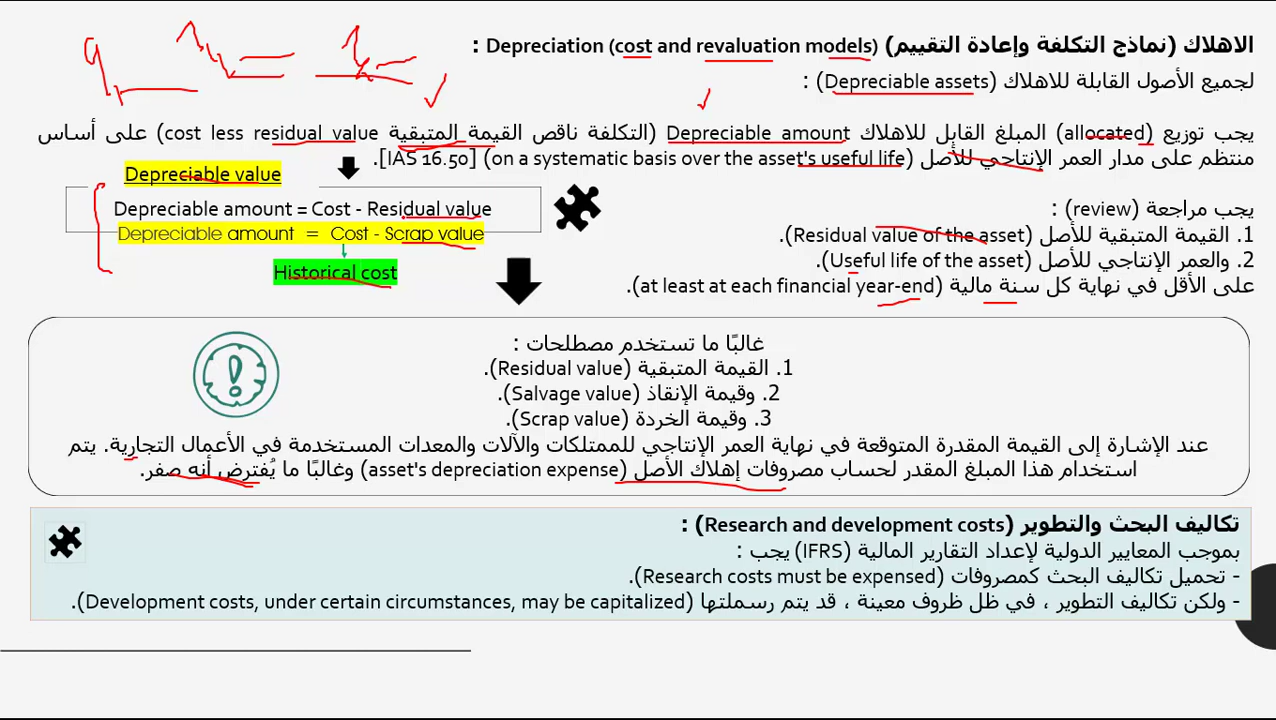 الاهلاك (نماذج التكلفة وإعادة التقييم) Depreciation (cost and revaluation models) :
لجميع الأصول القابلة للاهلاك (Depreciable assets) :
يجب توزيع (allocated) المبلغ القابل للاهلاك Depreciable amount (التكلفة ناقص القيمة المتبقية cost less residual value) على أساس
منتظم على مدار العمر الإنتاجي للأصل (on a systematic basis over the asset's useful life) [IAS 16.50].
Depreciable value
Depreciable amount = Cost - Residual value
Depreciable amount = Cost - Scrap value
Historical cost
يجب مراجعة (review) :
1. القيمة المتبقية للأصل (Residual value of the asset).
2. والعمر الإنتاجي للأصل (Useful life of the asset).
على الأقل في نهاية كل سنة مالية (at least at each financial year-end).
غالبًا ما تستخدم مصطلحات :
1. القيمة المتبقية (Residual value).
2. وقيمة الإنقاذ (Salvage value).
3. وقيمة الخردة (Scrap value).
عند الإشارة إلى القيمة المقدرة المتوقعة في نهاية العمر الإنتاجي للممتلكات والآلات والمعدات المستخدمة في الأعمال التجارية. يتم
استخدام هذا المبلغ المقدر لحساب مصروفات إهلاك الأصل (asset's depreciation expense) وغالبًا ما يُفترض أنه صفر.
تكاليف البحث والتطوير (Research and development costs) :
بموجب المعايير الدولية لإعداد التقارير المالية (IFRS) يجب :
- تحميل تكاليف البحث كمصروفات (Research costs must be expensed).
- ولكن تكاليف التطوير ، في ظل ظروف معينة ، قد يتم رسملتها (Development costs, under certain circumstances, may be capitalized).